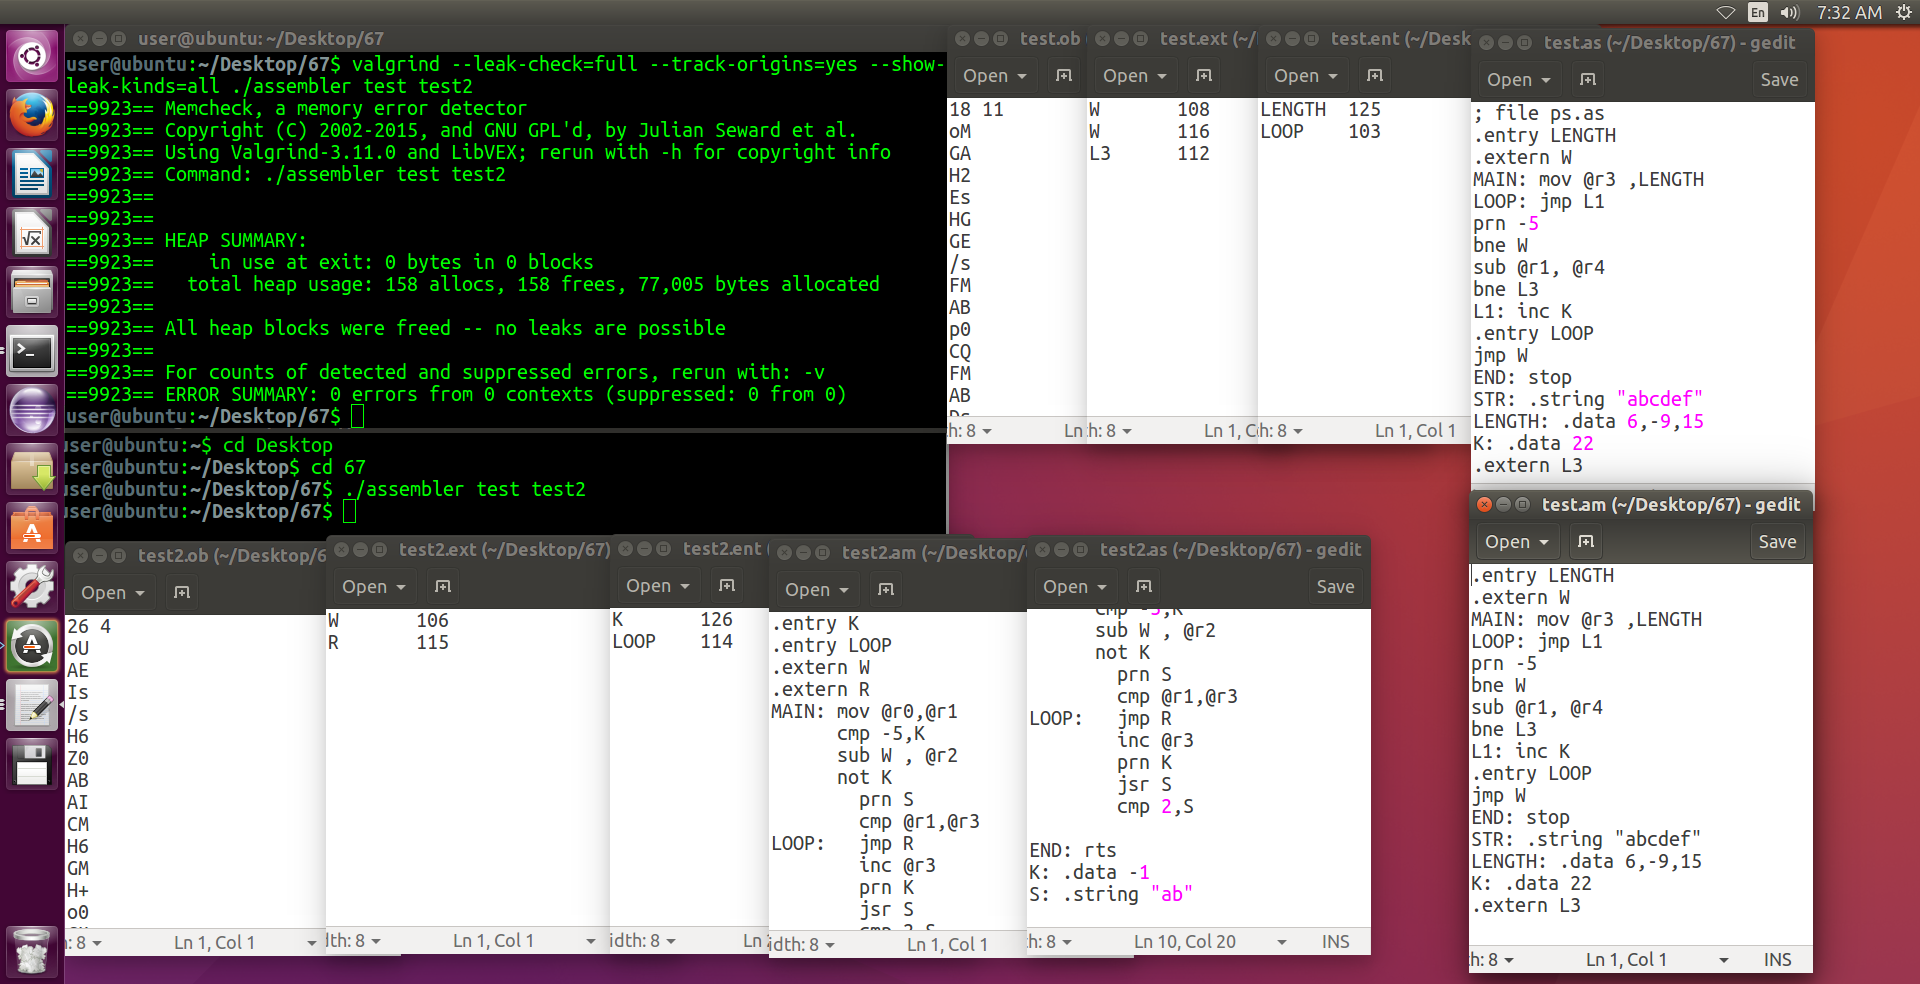 En 7:32 AM
user@ubuntu: ~/Desktop/67
user@ubuntu:~/Desktop/67$ valgrind --leak-check=full --track-origins=yes --show-
leak-kinds=all ./assembler test test2
==9923== Memcheck, a memory error detector
==9923== Copyright (C) 2002-2015, and GNU GPL'd, by Julian Seward et al.
==9923== Using Valgrind-3.11.0 and LibVEX; rerun with -h for copyright info
==9923== Command: ./assembler test test2
==9923==
==9923==
==9923== HEAP SUMMARY:
==9923==     in use at exit: 0 bytes in 0 blocks
==9923==   total heap usage: 158 allocs, 158 frees, 77,005 bytes allocated
==9923==
==9923== All heap blocks were freed -- no leaks are possible
==9923==
==9923== For counts of detected and suppressed errors, rerun with: -v
==9923== ERROR SUMMARY: 0 errors from 0 contexts (suppressed: 0 from 0)
user@ubuntu:~/Desktop/67$
user@ubuntu:~$ cd Desktop
user@ubuntu:~/Desktop$ cd 67
user@ubuntu:~/Desktop/67$ ./assembler test test2
user@ubuntu:~/Desktop/67$
test.ob
Open
18 11
oM
GA
H2
Es
HG
GE
/s
FM
AB
p0
CQ
FM
AB
th: 8 Ln
test.ext (~/
Open
W 108
W 116
L3 112
th: 8 Ln 1, C
test.ent (~/Desk
Open
LENGTH 125
LOOP 103
th: 8 Ln 1, Col 1
test.as (~/Desktop/67) - gedit
Open Save
; file ps.as
.entry LENGTH
.extern W
MAIN: mov @r3 ,LENGTH
LOOP: jmp L1
prn -5
bne W
sub @r1, @r4
bne L3
L1: inc K
.entry LOOP
jmp W
END: stop
STR: .string "abcdef"
LENGTH: .data 6,-9,15
K: .data 22
.extern L3
test.am (~/Desktop/67) - gedit
Open Save
.entry LENGTH
.extern W
MAIN: mov @r3 ,LENGTH
LOOP: jmp L1
prn -5
bne W
sub @r1, @r4
bne L3
L1: inc K
.entry LOOP
jmp W
END: stop
STR: .string "abcdef"
LENGTH: .data 6,-9,15
K: .data 22
.extern L3
th: 8 Ln 1, Col 1 INS
test2.ob (~/Desktop/6
Open
26 4
oU
AE
Is
/s
H6
Z0
AB
AI
CM
H6
GM
H+
o0
h: 8 Ln 1, Col 1
test2.ext (~/Desktop/67)
Open
W 106
R 115
dth: 8 Ln 1, Col 1
test2.ent (
Open
K 126
LOOP 114
idth: 8 Ln
test2.am (~/Desktop/
Open
.entry K
.entry LOOP
.extern W
.extern R
MAIN: mov @r0,@r1
cmp -5,K
sub W , @r2
not K
prn S
cmp @r1,@r3
LOOP: jmp R
inc @r3
prn K
jsr S
cmp 2,S
idth: 8 Ln 1, Col 1
test2.as (~/Desktop/67) - gedit
Open Save
cmp -5,K
sub W , @r2
not K
prn S
cmp @r1,@r3
LOOP: jmp R
inc @r3
prn K
jsr S
cmp 2,S
END: rts
K: .data -1
S: .string "ab"
th: 8 Ln 10, Col 20 INS